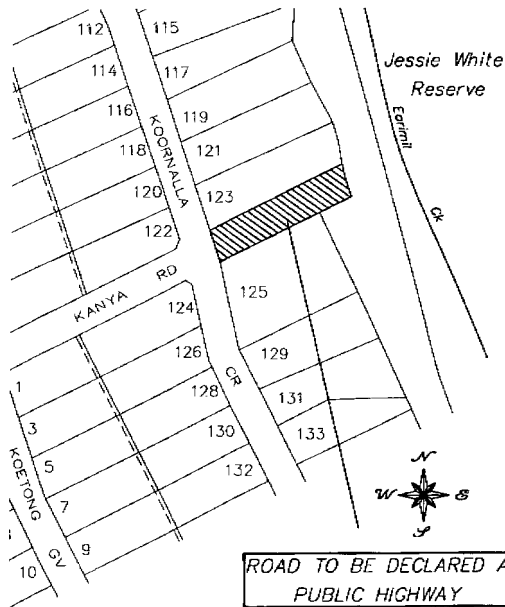 112
115
Jessie White
Reserve
114
117
116
119
Earimil
KOORNALLA
118
121
120
123
Ck
122
KANYA RD
125
124
126
CR
129
1
128
131
3
130
133
5
132
KOETONG
7
N
W E
S
GV
9
10
ROAD TO BE DECLARED A
PUBLIC HIGHWAY